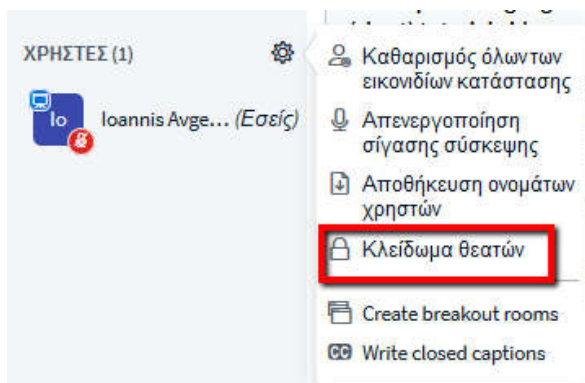 ΧΡΗΣΤΕΣ (1)
Io
Ioannis Avge... (Εσείς)
Καθαρισμός όλων των
εικονιδίων κατάστασης
Απενεργοποίηση
σίγασης σύσκεψης
Αποθήκευση ονομάτων
χρηστών
Κλείδωμα θεατών
Create breakout rooms
CC Write closed captions